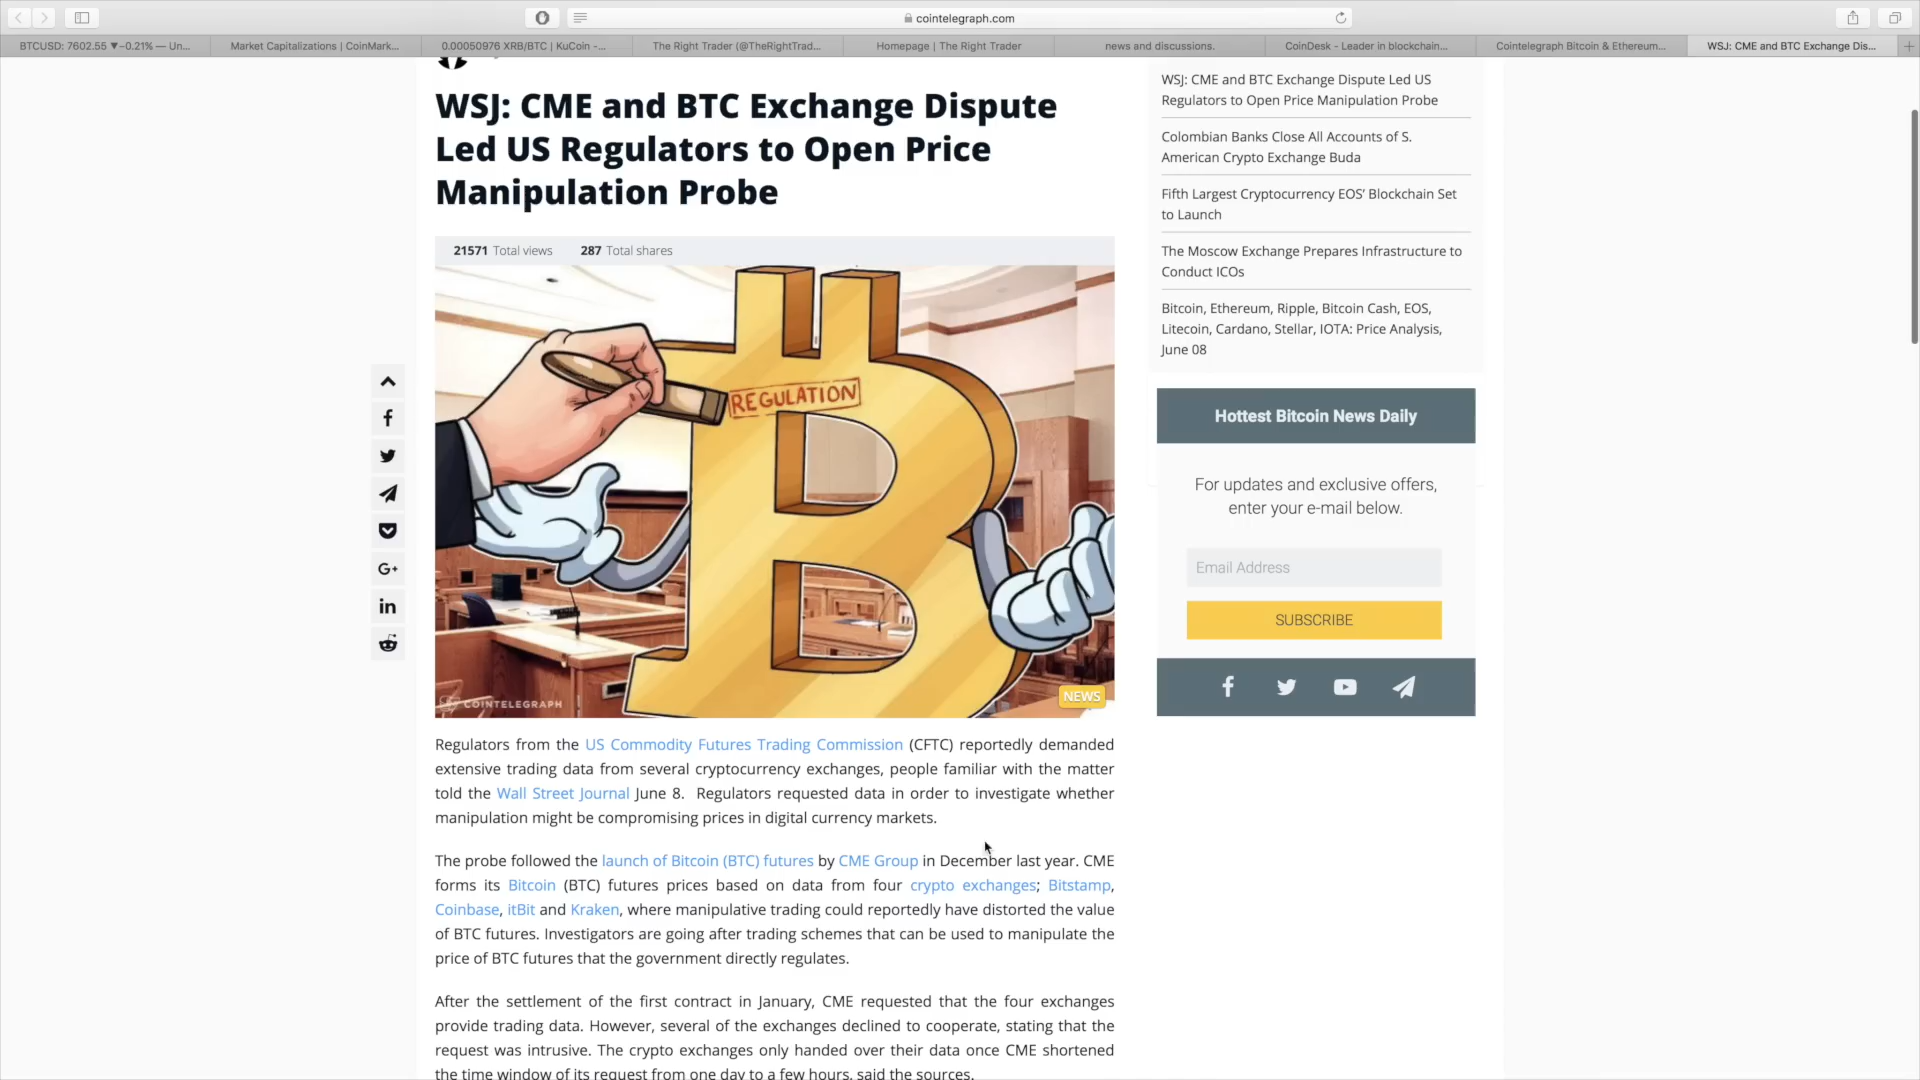 cointelegraph.com
BTCUSD: 7602.55 ▼−0.21% — Un...
Market Capitalizations | CoinMark...
0.00050976 XRB/BTC | KuCoin -...
The Right Trader (@TheRightTrad...
Homepage | The Right Trader
news and discussions.
CoinDesk - Leader in blockchain...
Cointelegraph Bitcoin & Ethereum...
WSJ: CME and BTC Exchange Dis...
WSJ: CME and BTC Exchange Dispute
Led US Regulators to Open Price
Manipulation Probe
21571 Total views 287 Total shares
REGULATION
COINTELEGRAPH
NEWS
Regulators from the US Commodity Futures Trading Commission (CFTC) reportedly demanded
extensive trading data from several cryptocurrency exchanges, people familiar with the matter
told the Wall Street Journal June 8. Regulators requested data in order to investigate whether
manipulation might be compromising prices in digital currency markets.
The probe followed the launch of Bitcoin (BTC) futures by CME Group in December last year. CME
forms its Bitcoin (BTC) futures prices based on data from four crypto exchanges; Bitstamp,
Coinbase, itBit and Kraken, where manipulative trading could reportedly have distorted the value
of BTC futures. Investigators are going after trading schemes that can be used to manipulate the
price of BTC futures that the government directly regulates.
After the settlement of the first contract in January, CME requested that the four exchanges
provide trading data. However, several of the exchanges declined to cooperate, stating that the
request was intrusive. The crypto exchanges only handed over their data once CME shortened
the time window of its request from one day to a few hours, said the sources.
WSJ: CME and BTC Exchange Dispute Led US
Regulators to Open Price Manipulation Probe
Colombian Banks Close All Accounts of S.
American Crypto Exchange Buda
Fifth Largest Cryptocurrency EOS’ Blockchain Set
to Launch
The Moscow Exchange Prepares Infrastructure to
Conduct ICOs
Bitcoin, Ethereum, Ripple, Bitcoin Cash, EOS,
Litecoin, Cardano, Stellar, IOTA: Price Analysis,
June 08
Hottest Bitcoin News Daily
For updates and exclusive offers,
enter your e-mail below.
Email Address
SUBSCRIBE